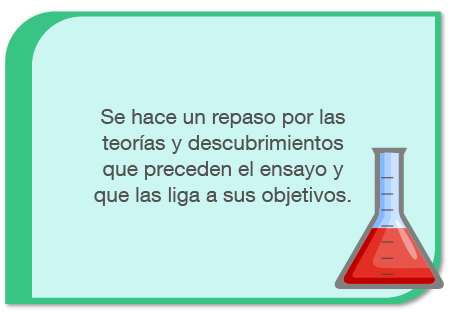 Se hace un repaso por las
teorías y descubrimientos
que preceden el ensayo y
que las liga a sus objetivos.